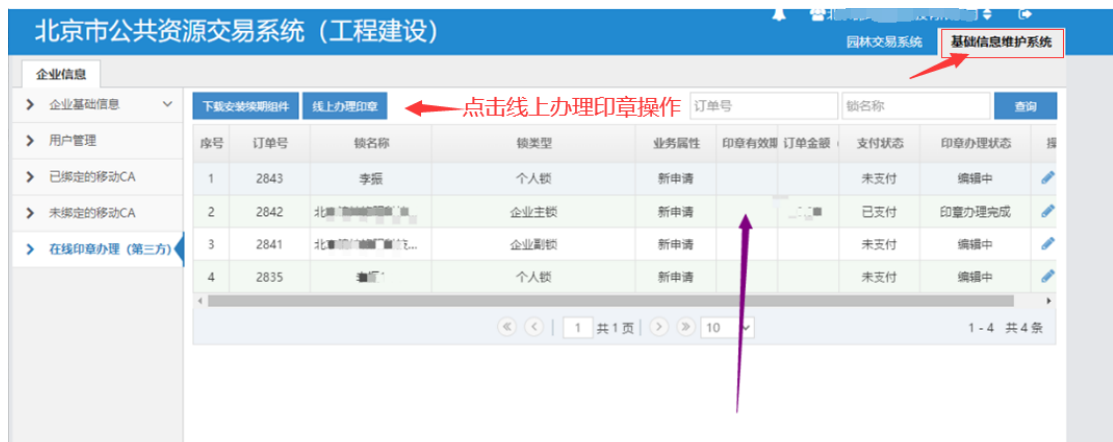 北京市公共资源交易系统（工程建设）
园林交易系统 基础信息维护系统
企业信息
企业基础信息
用户管理
已绑定的移动CA
未绑定的移动CA
在线印章办理（第三方）
下载安装续期组件 线上办理印章 点击线上办理印章操作 订单号 锁名称 查询
序号 订单号 锁名称 锁类型 业务属性 印章有效期 订单金额（ 支付状态 印章办理状态
1 2843 李振 个人锁 新申请 未支付 编辑中
2 2842 北 企业主锁 新申请 已支付 印章办理完成
3 2841 北 ... 企业副锁 新申请 未支付 编辑中
4 2835 个人锁 新申请 未支付 编辑中
1 共1页 10 1 - 4 共4条